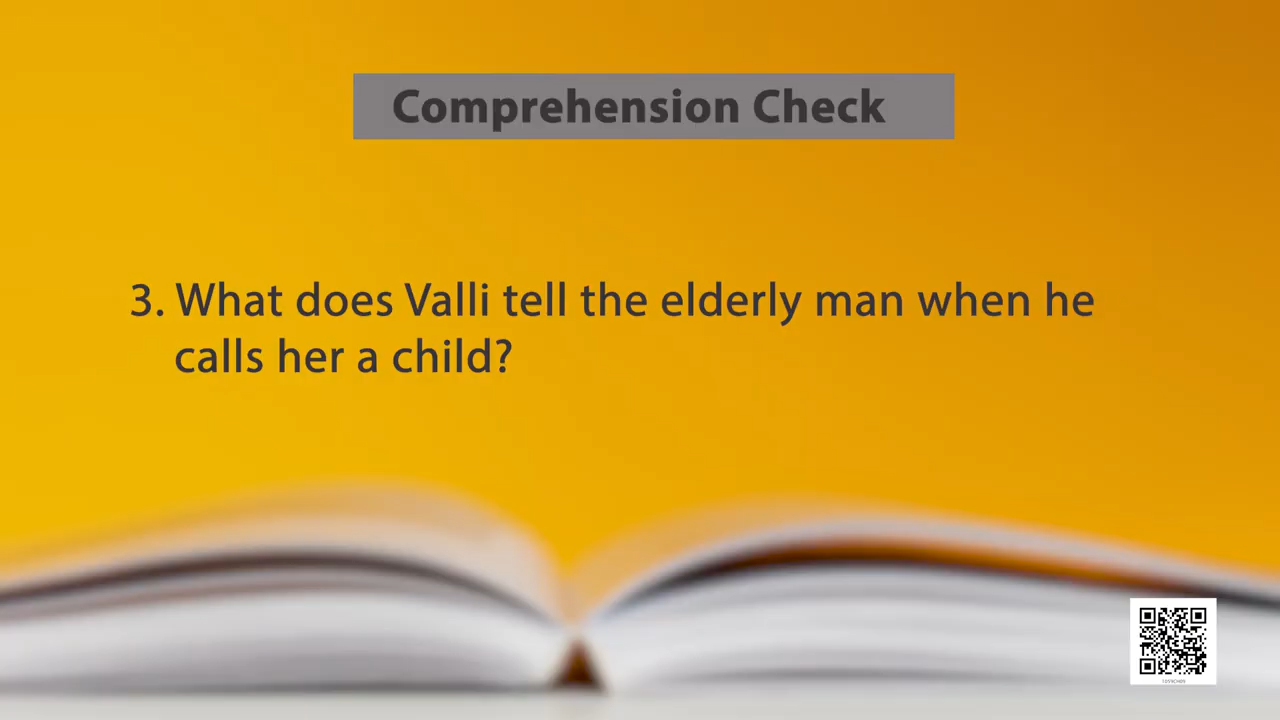 Comprehension Check
3. What does Valli tell the elderly man when he
calls her a child?